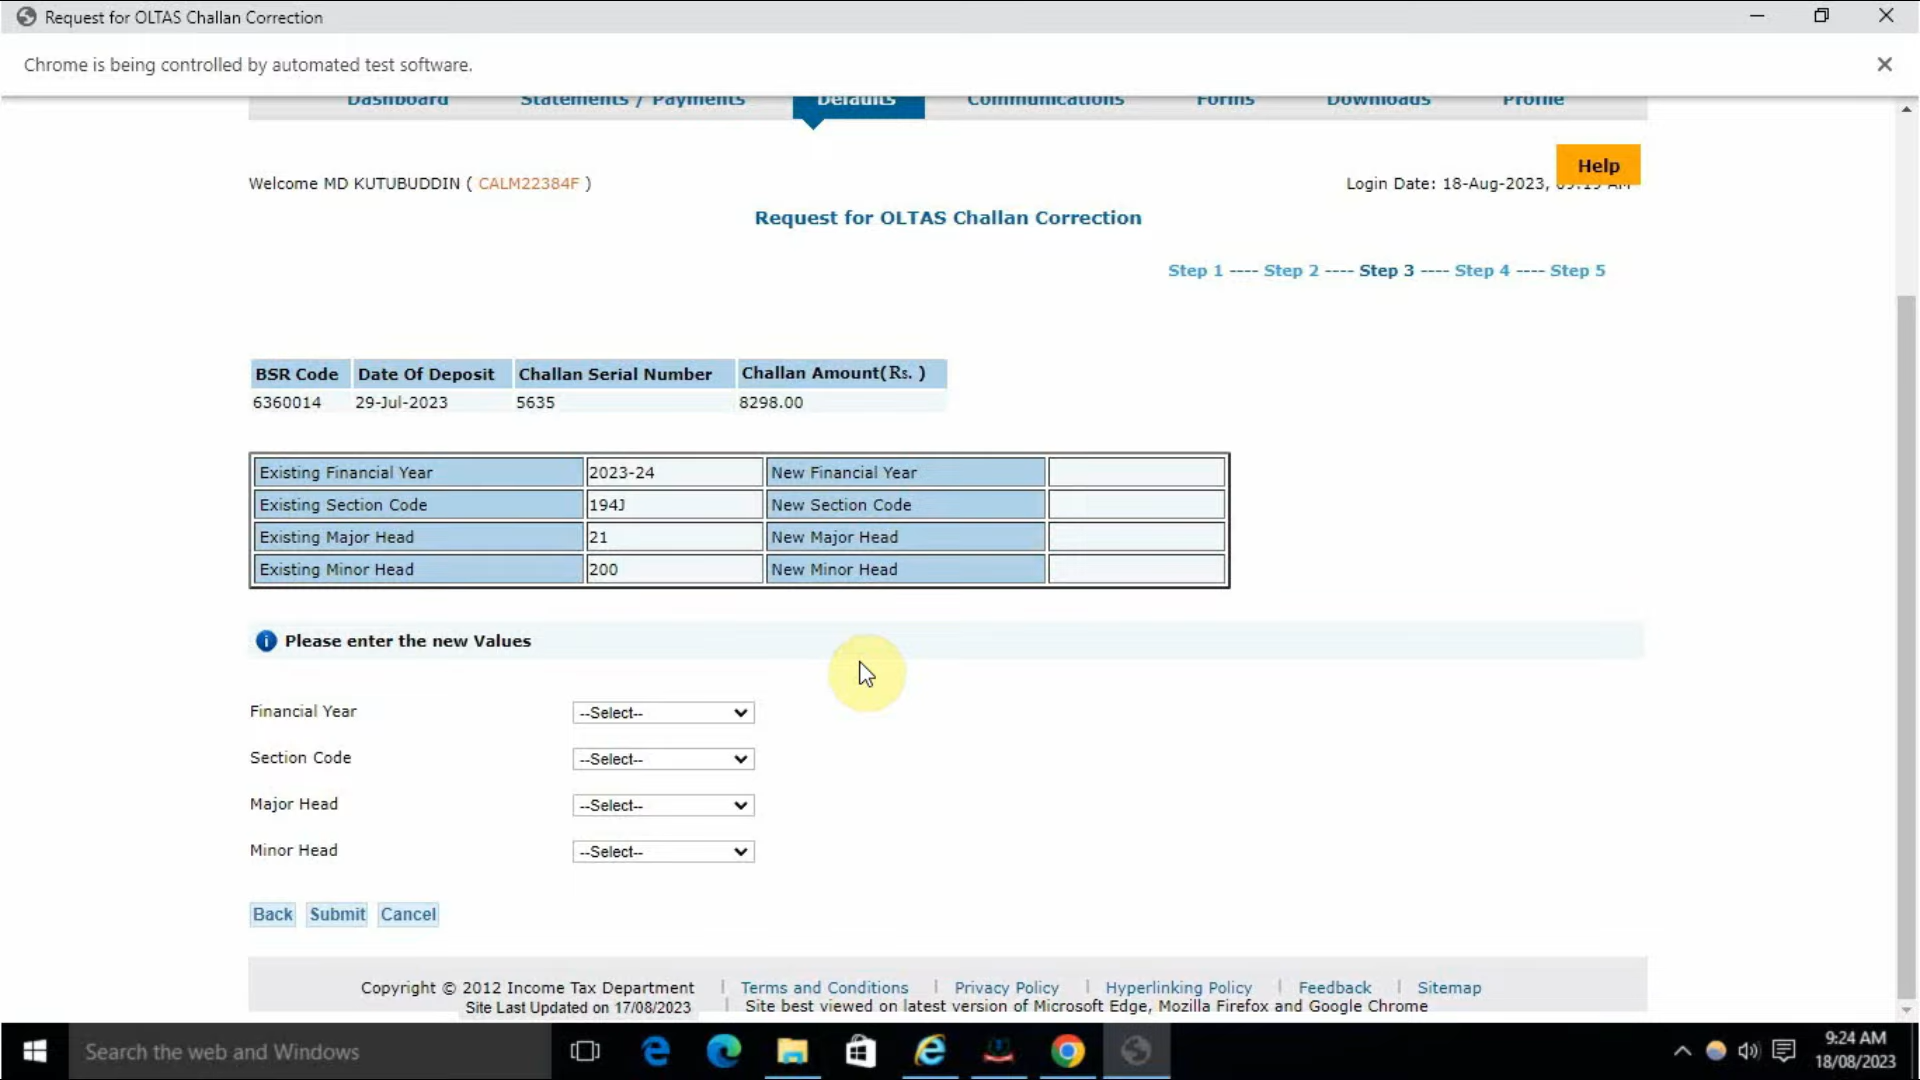 Request for OLTAS Challan Correction
Chrome is being controlled by automated test software.
Dashboard Statements / Payments Defaults Communications Forms Downloads Profile
Help
Welcome MD KUTUBUDDIN ( CALM22384F ) Login Date: 18-Aug-2023,
Request for OLTAS Challan Correction
Step 1 ---- Step 2 ---- Step 3 ---- Step 4 ---- Step 5
BSR Code Date Of Deposit Challan Serial Number Challan Amount(Rs. )
6360014 29-Jul-2023 5635 8298.00
Existing Financial Year 2023-24 New Financial Year
Existing Section Code 194J New Section Code
Existing Major Head 21 New Major Head
Existing Minor Head 200 New Minor Head
i Please enter the new Values
Financial Year --Select--
Section Code --Select--
Major Head --Select--
Minor Head --Select--
Back Submit Cancel
Copyright © 2012 Income Tax Department | Terms and Conditions | Privacy Policy | Hyperlinking Policy | Feedback | Sitemap
Site Last Updated on 17/08/2023 | Site best viewed on latest version of Microsoft Edge, Mozilla Firefox and Google Chrome
Search the web and Windows
9:24 AM
18/08/2023